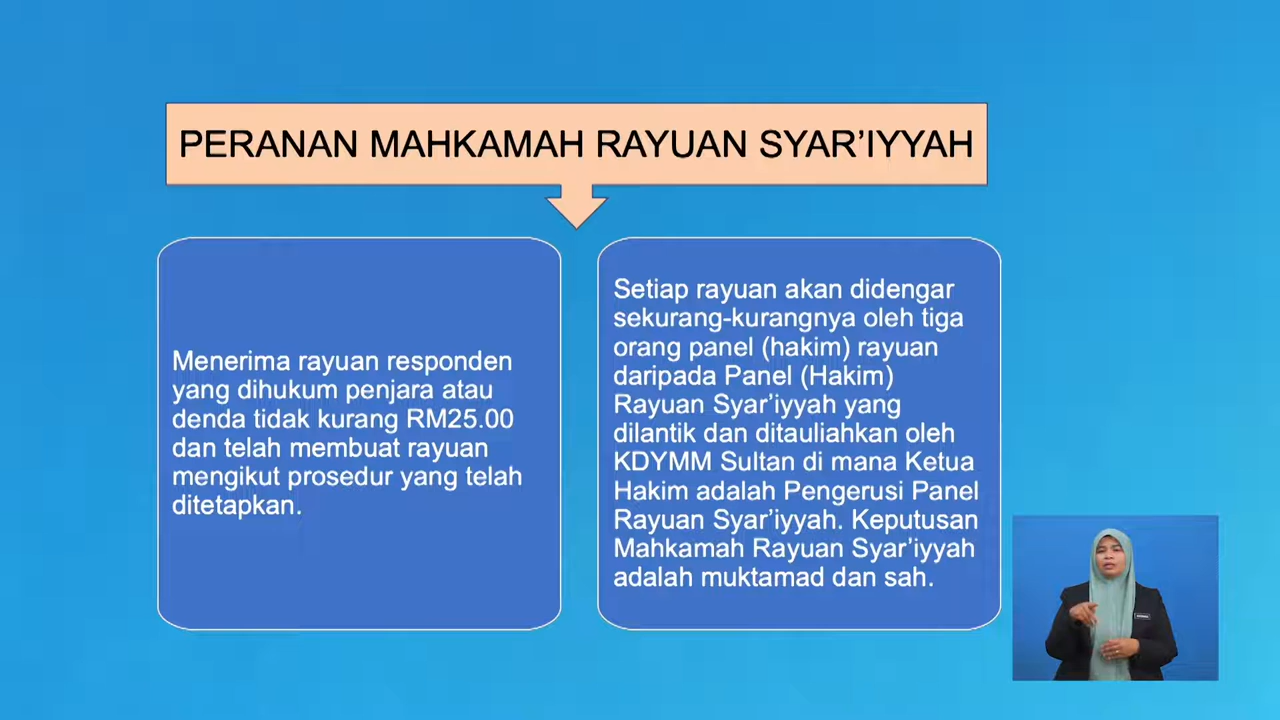 PERANAN MAHKAMAH RAYUAN SYAR’IYYAH
Menerima rayuan responden
yang dihukum penjara atau
denda tidak kurang RM25.00
dan telah membuat rayuan
mengikut prosedur yang telah
ditetapkan.
Setiap rayuan akan didengar
sekurang-kurangnya oleh tiga
orang panel (hakim) rayuan
daripada Panel (Hakim)
Rayuan Syar’iyyah yang
dilantik dan ditauliahkan oleh
KDYMM Sultan di mana Ketua
Hakim adalah Pengerusi Panel
Rayuan Syar’iyyah. Keputusan
Mahkamah Rayuan Syar’iyyah
adalah muktamad dan sah.